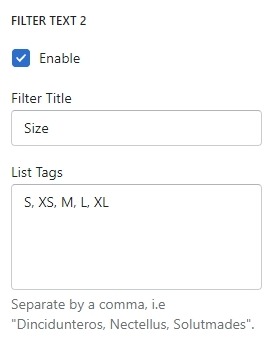 FILTER TEXT 2
Enable
Filter Title
Size
List Tags
S, XS, M, L, XL
Separate by a comma, i.e
"Dincidunteros, Nectellus, Solutmades".